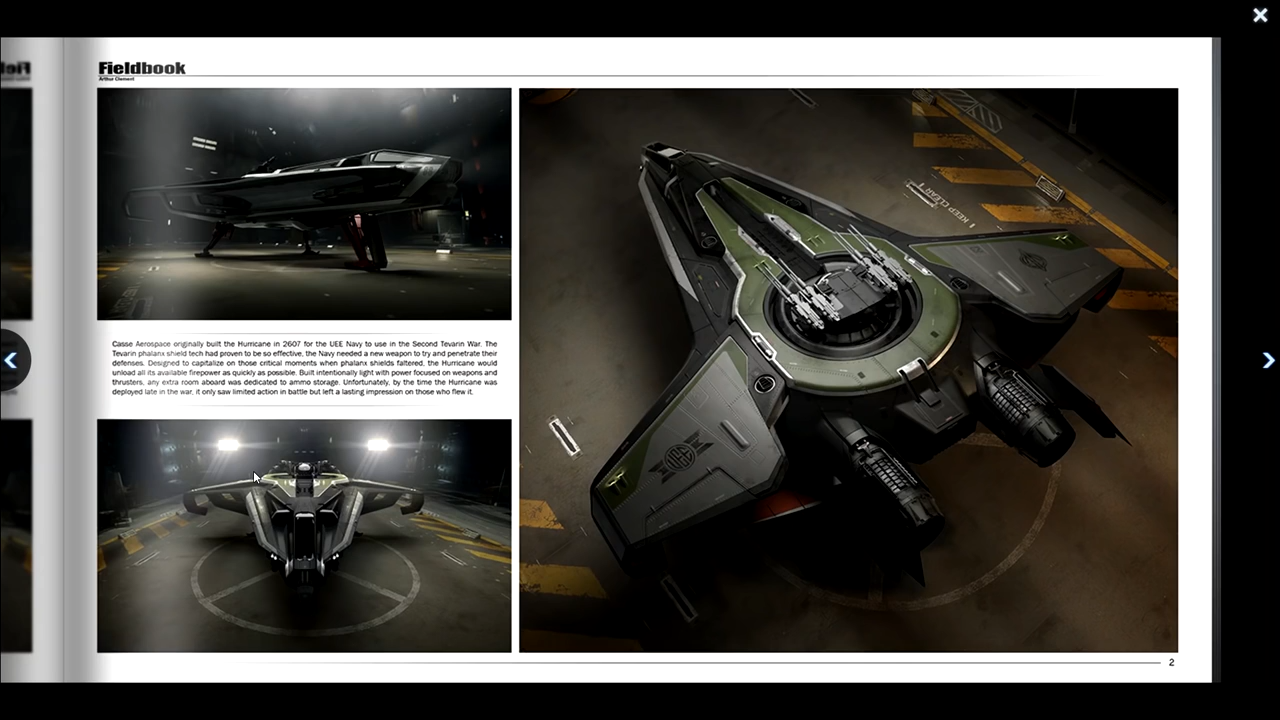 Fieldbook
Arthur Clement
Casse Aerospace originally built the Hurricane in 2607 for the UEE Navy to use in the Second Tevarin War. The
Tevarin phalanx shield tech had proven to be so effective, the Navy needed a new weapon to try and penetrate their
defenses. Designed to capitalize on those critical moments when phalanx shields faltered, the Hurricane would
unload all its available firepower as quickly as possible. Built intentionally light with power focused on weapons and
thrusters, any extra room aboard was dedicated to ammo storage. Unfortunately, by the time the Hurricane was
deployed late in the war, it only saw limited action in battle but left a lasting impression on those who flew it.
KEEP CLEAR
UEE
2